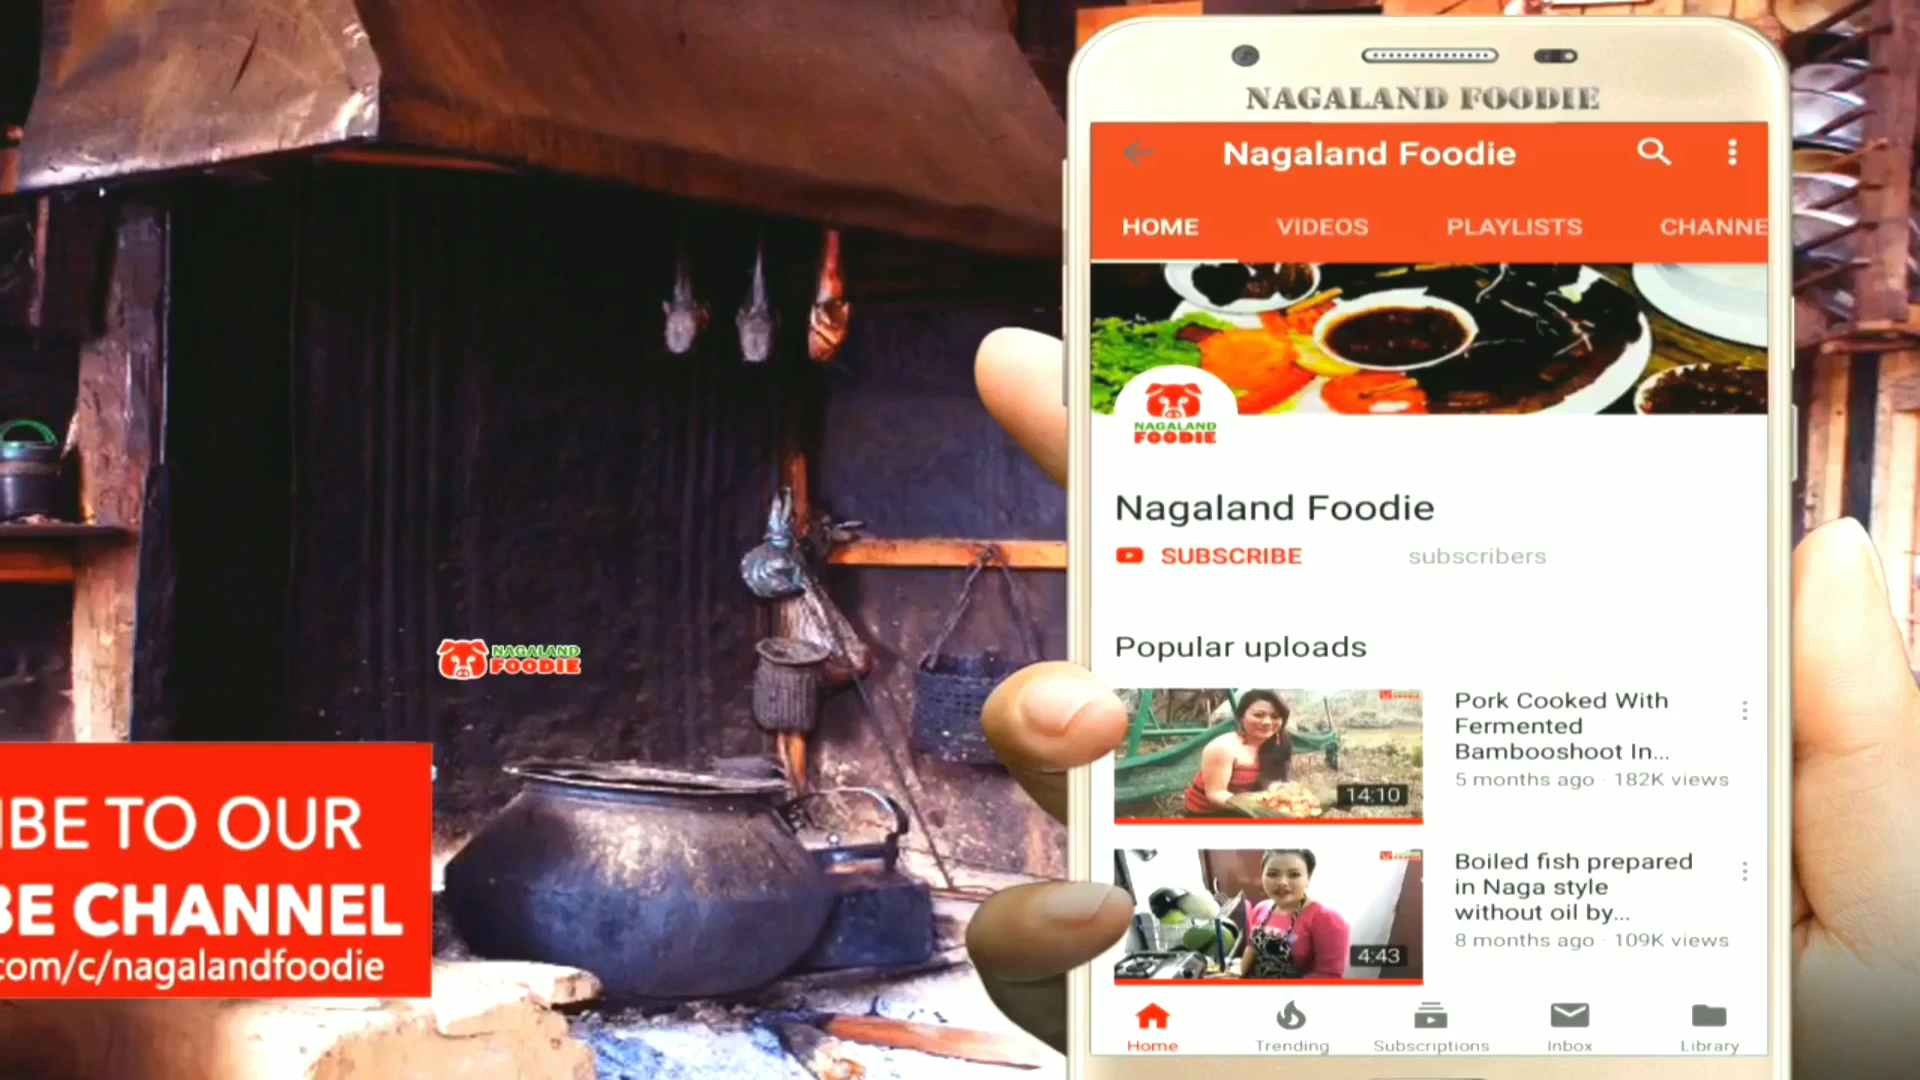 NAGALAND FOODIE
Nagaland Foodie
HOME VIDEOS PLAYLISTS CHANNE
NAGALAND
FOODIE
Nagaland Foodie
SUBSCRIBE subscribers
Popular uploads
Pork Cooked With
Fermented
Bambooshoot In...
5 months ago · 182K views
14:10
Boiled fish prepared
in Naga style
without oil by...
8 months ago · 109K views
4:43
Home Trending Subscriptions Inbox Library
NAGALAND
FOODIE
IBE TO OUR
BE CHANNEL
com/c/nagalandfoodie